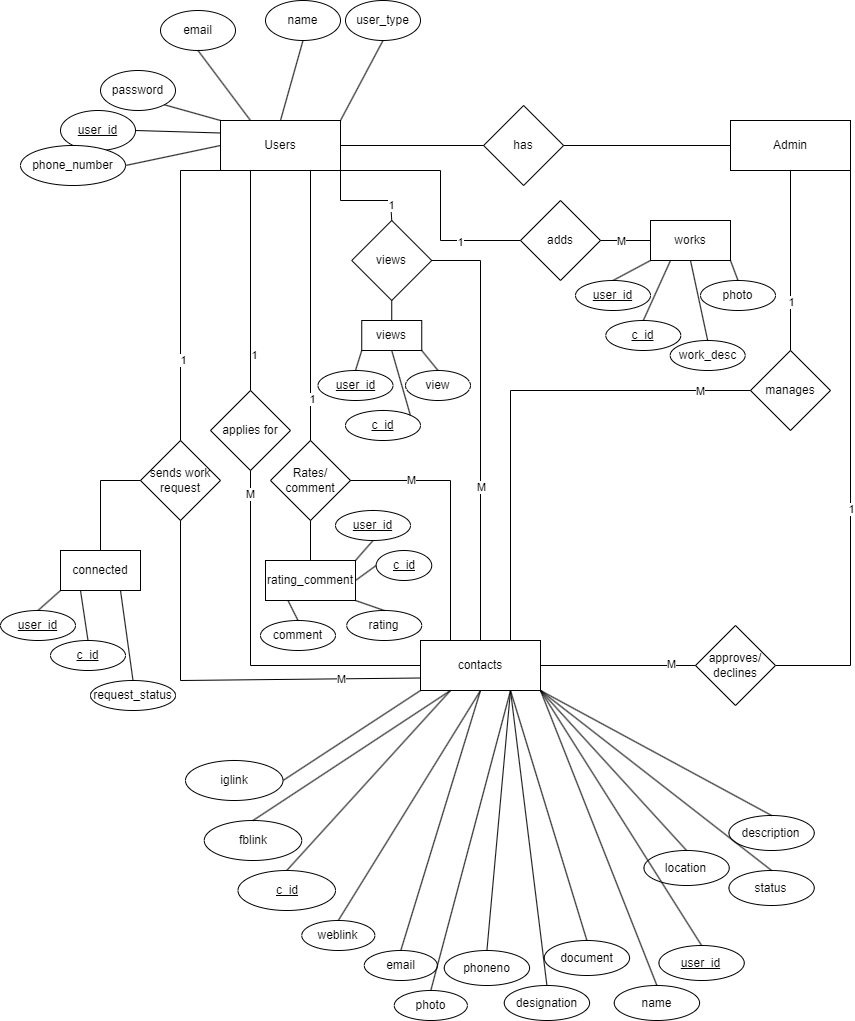 email
name
user_type
password
user_id
phone_number
Users
has
Admin
1
views
1
adds
M
works
user_id
photo
c_id
work_desc
views
user_id
view
c_id
1
1
1
1
M
manages
applies for
sends work
request
Rates/
comment
M
M
M
1
user_id
c_id
rating_comment
comment
rating
connected
user_id
c_id
request_status
M
contacts
M
approves/
declines
iglink
fblink
c_id
weblink
email
photo
phoneno
designation
document
name
user_id
location
status
description